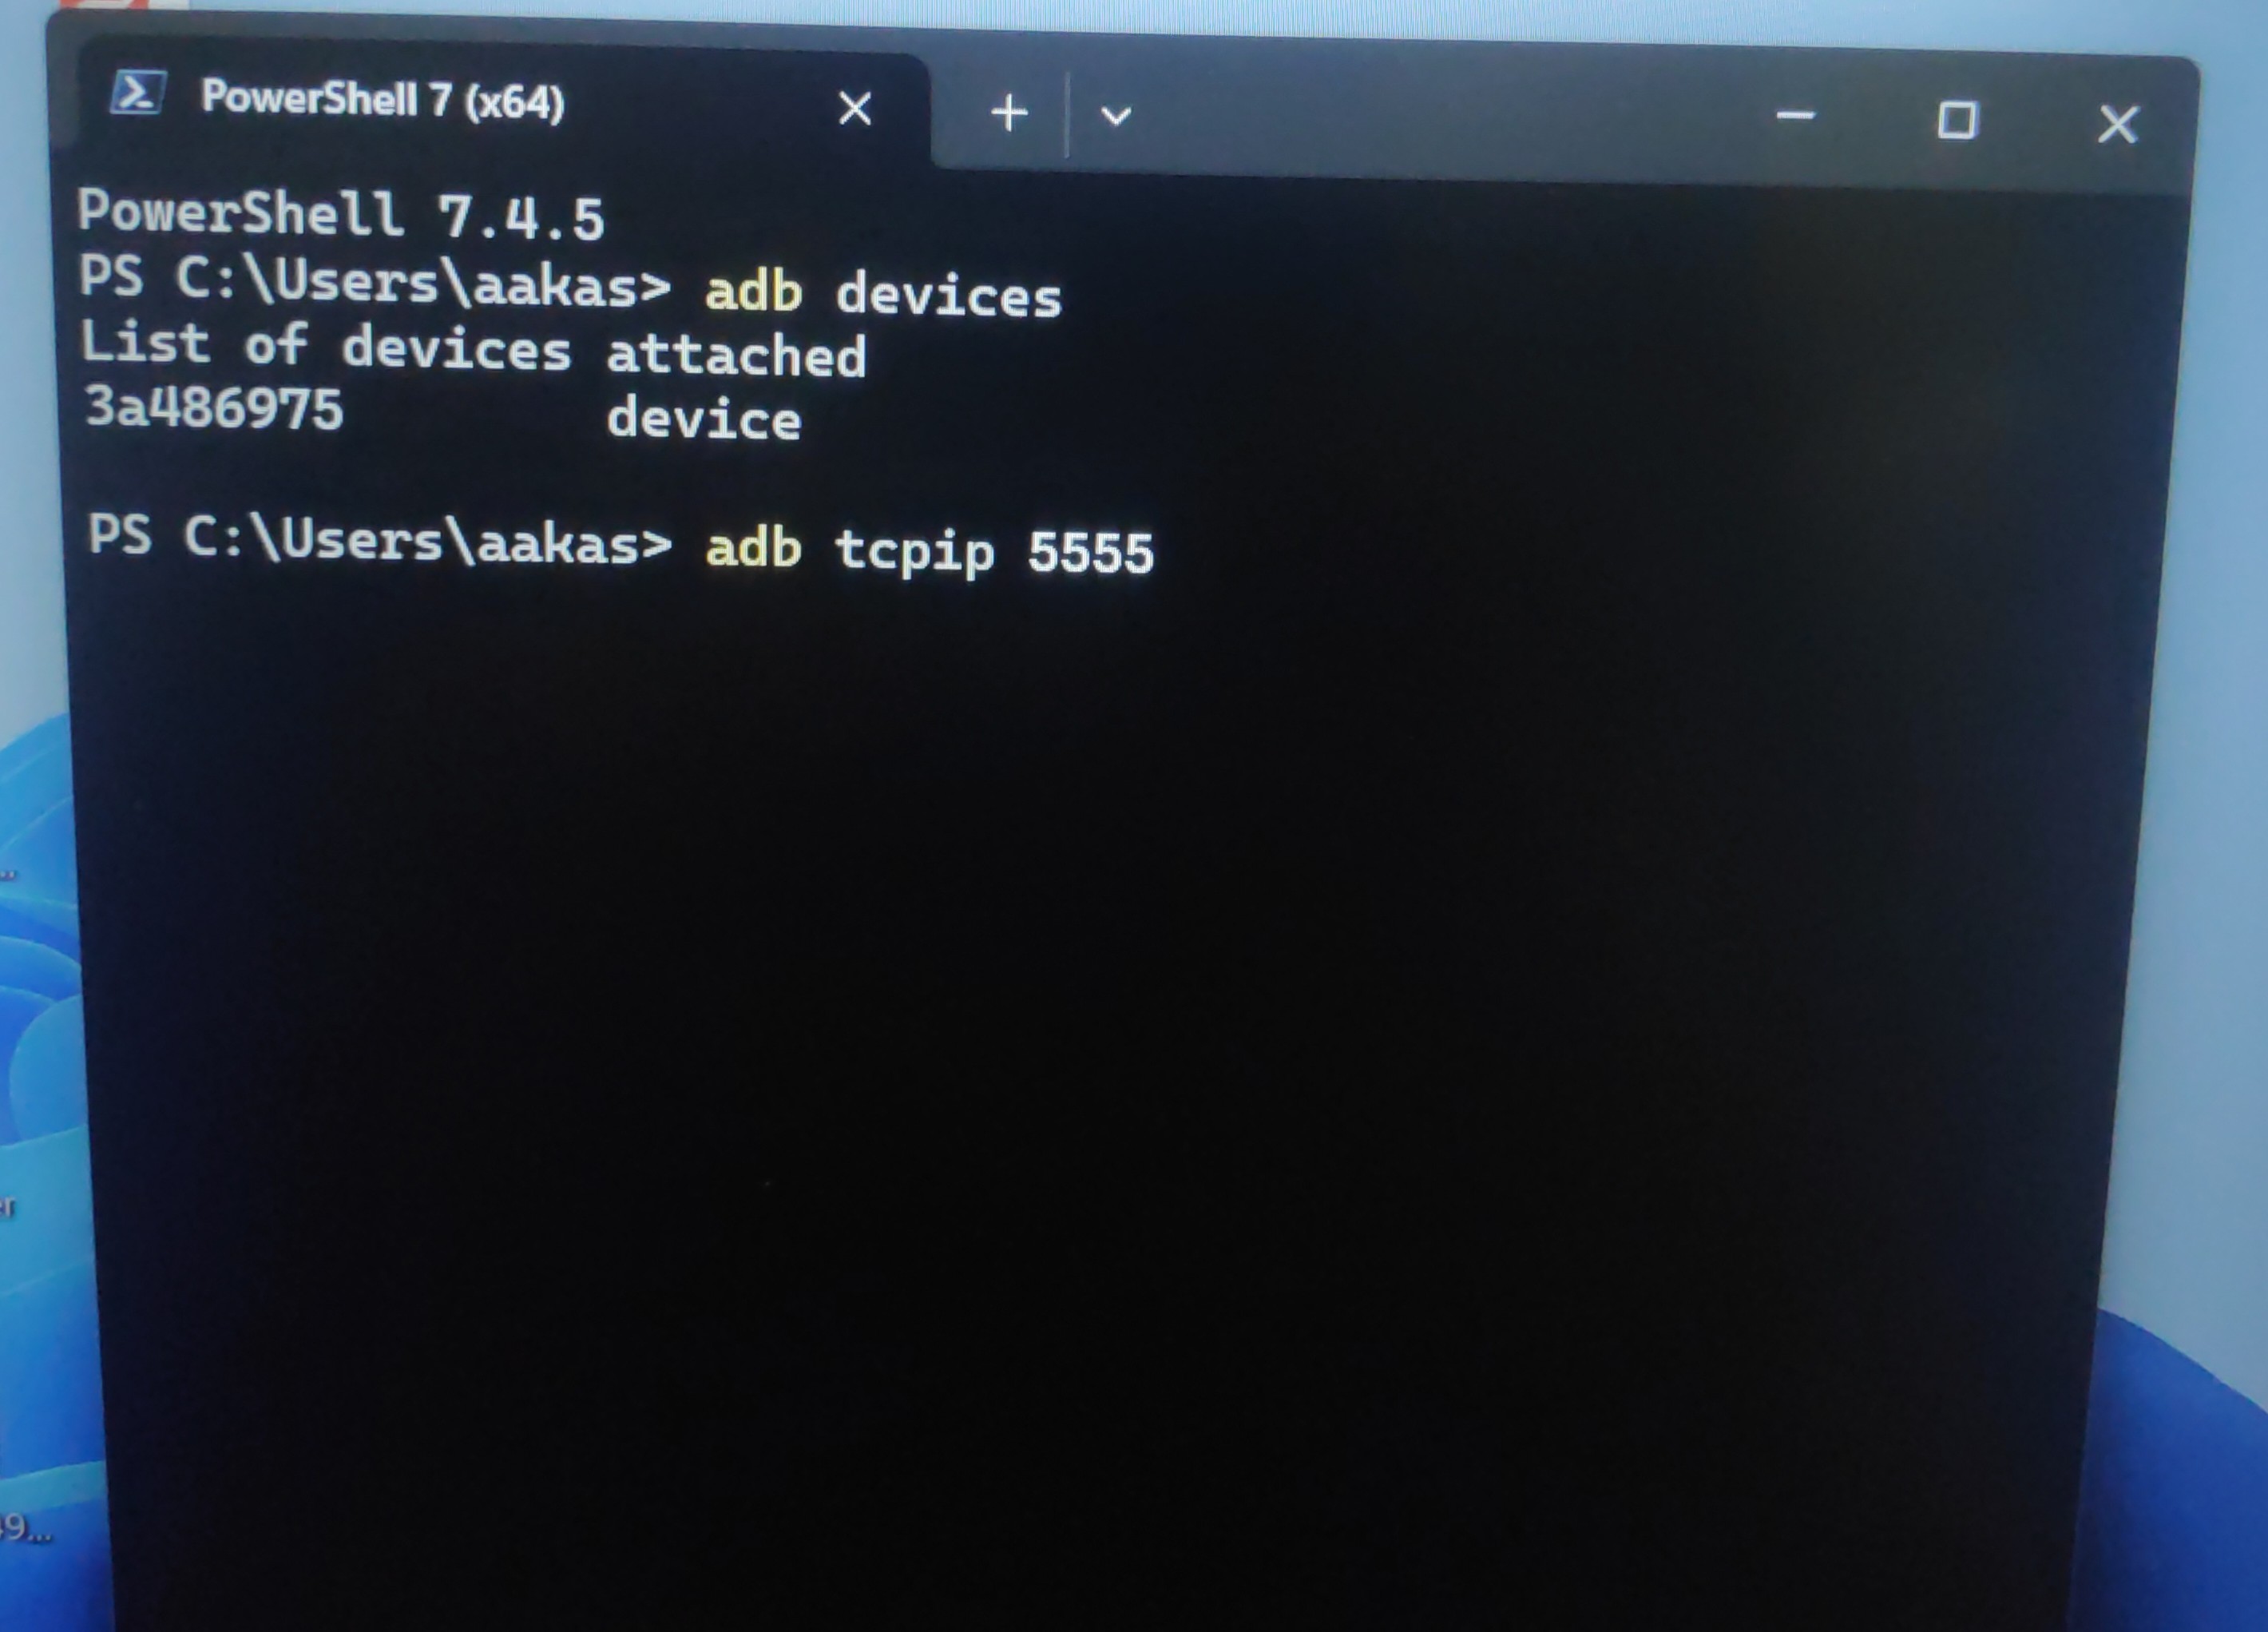 PowerShell 7 (x64)
PowerShell 7.4.5
PS C:\Users\aakas> adb devices
List of devices attached
3a486975        device
PS C:\Users\aakas> adb tcpip 5555